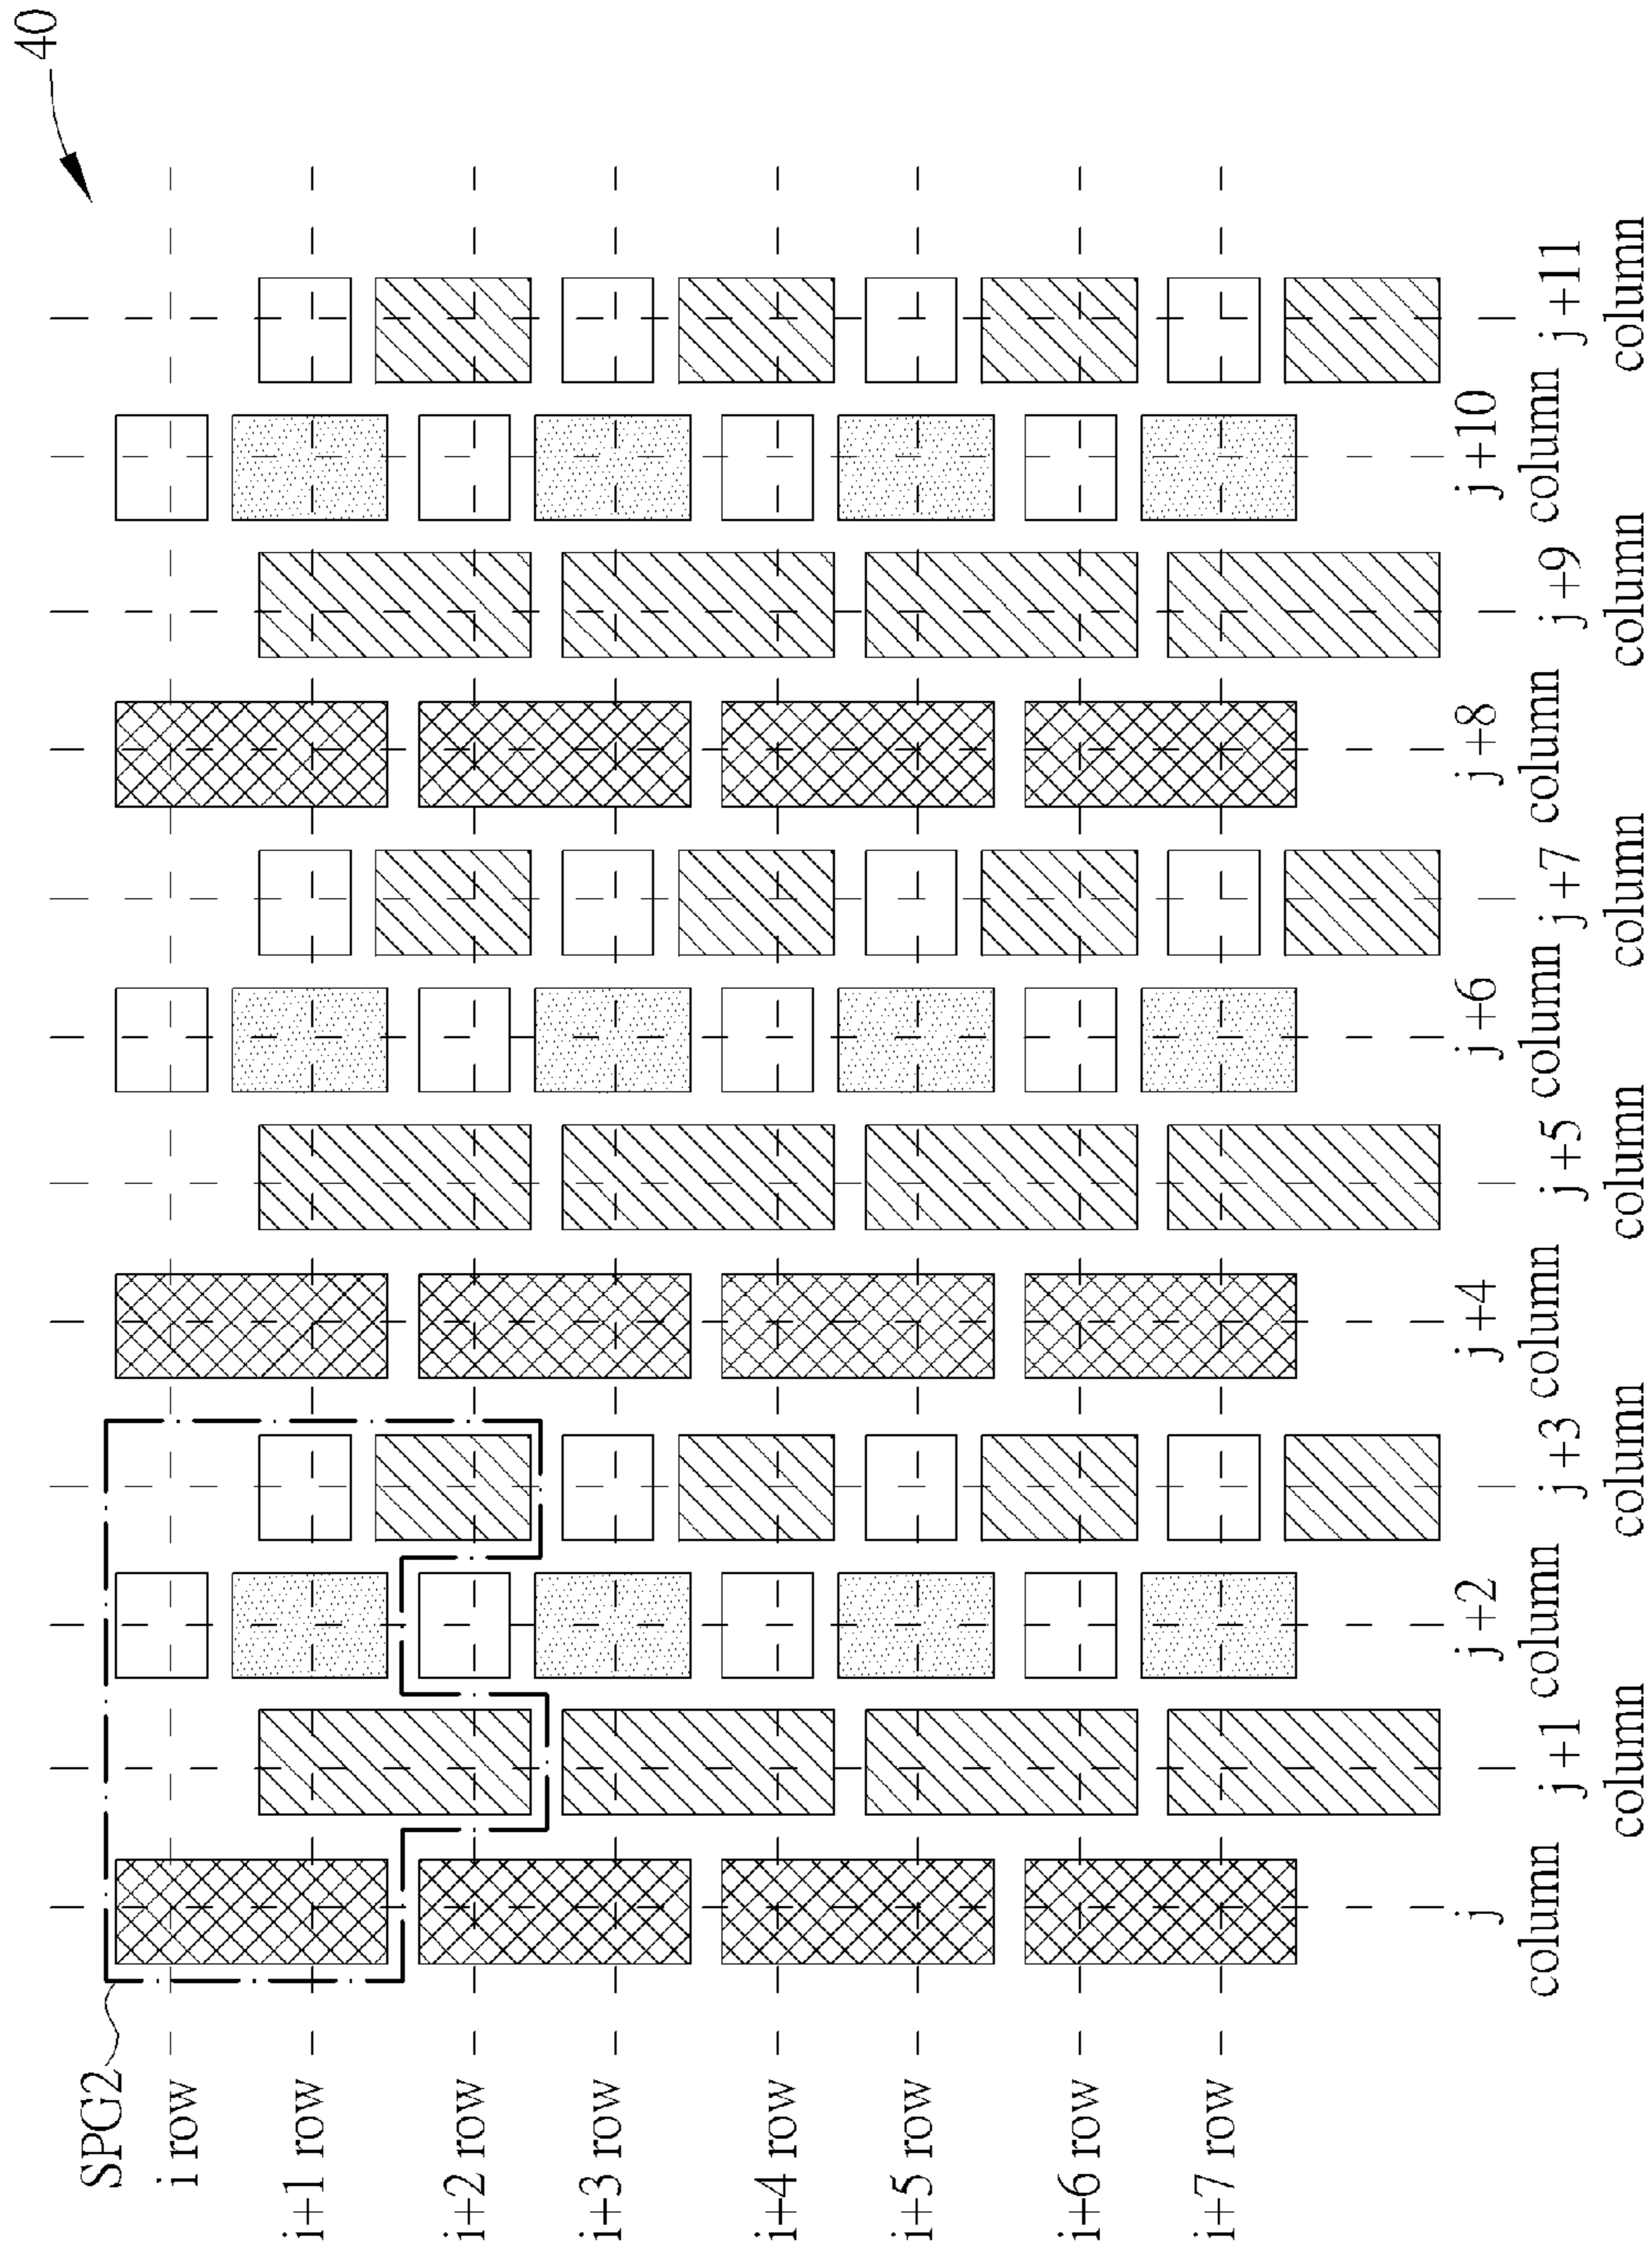 40
SPG2
i row
i+1 row
i+2 row
i+3 row
i+4 row
i+5 row
i+6 row
i+7 row
j
column
j+1
column
j+2
column
j+3
column
j+4
column
j+5
column
j+6
column
j+7
column
j+8
column
j+9
column
j+10
column
j+11
column